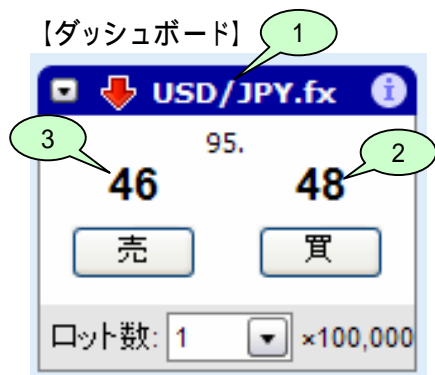 【ダッシュボード】 1
USD/JPY.fx i
3 95. 2
46 48
売 買
ロット数: 1 ×100,000